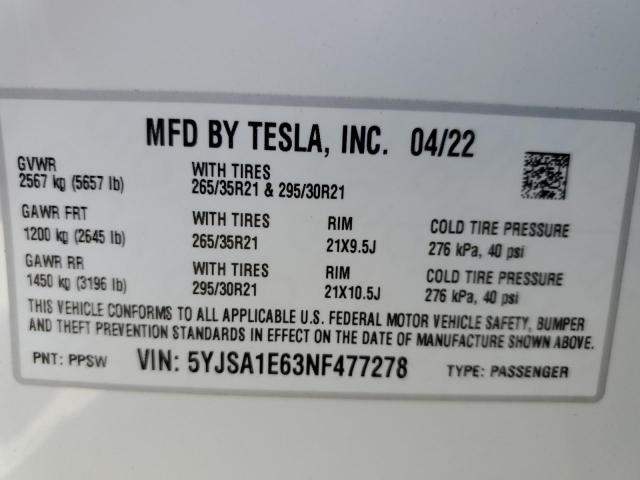 MFD BY TESLA, INC. 04/22
GVWR
2567 kg (5657 lb)
WITH TIRES
265/35R21 & 295/30R21
GAWR FRT
1200 kg (2645 lb)
WITH TIRES
265/35R21
RIM
21X9.5J
COLD TIRE PRESSURE
276 kPa, 40 psi
GAWR RR
1450 kg (3196 lb)
WITH TIRES
295/30R21
RIM
21X10.5J
COLD TIRE PRESSURE
276 kPa, 40 psi
THIS VEHICLE CONFORMS TO ALL APPLICABLE U.S. FEDERAL MOTOR VEHICLE SAFETY, BUMPER
AND THEFT PREVENTION STANDARDS IN EFFECT ON THE DATE OF MANUFACTURE SHOWN ABOVE.
PNT: PPSW VIN: 5YJSA1E63NF477278 TYPE: PASSENGER